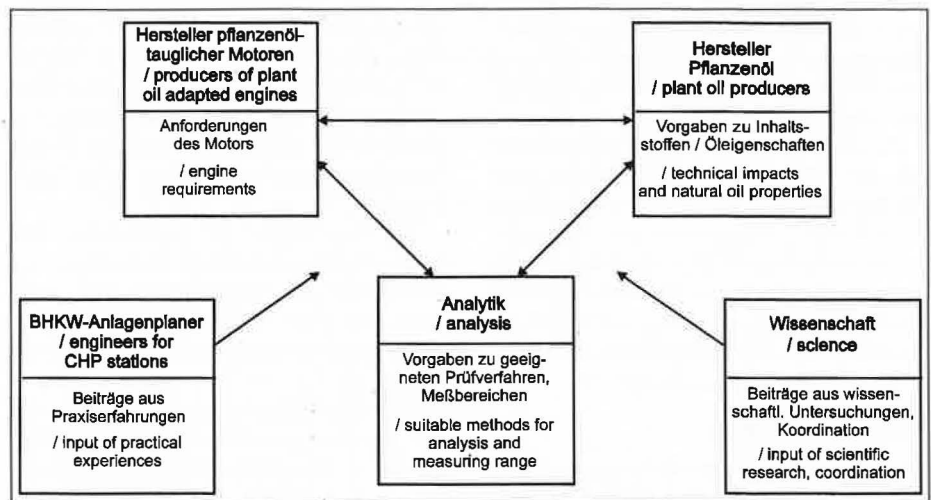 Hersteller pflanzenöl-
tauglicher Motoren
/ producers of plant
oil adapted engines
Anforderungen
des Motors
/ engine
requirements
Hersteller
Pflanzenöl
/ plant oil producers
Vorgaben zu Inhalts-
stoffen / Öleigenschaften
/ technical impacts
and natural oil properties
BHKW-Anlagenplaner
/ engineers for
CHP stations
Beiträge aus
Praxiserfahrungen
/ input of practical
experiences
Analytik
/ analysis
Vorgaben zu geeig-
neten Prüfverfahren,
Meßbereichen
/ suitable methods for
analysis and
measuring range
Wissenschaft
/ science
Beiträge aus wissen-
schaftl. Untersuchungen,
Koordination
/ input of scientific
research, coordination